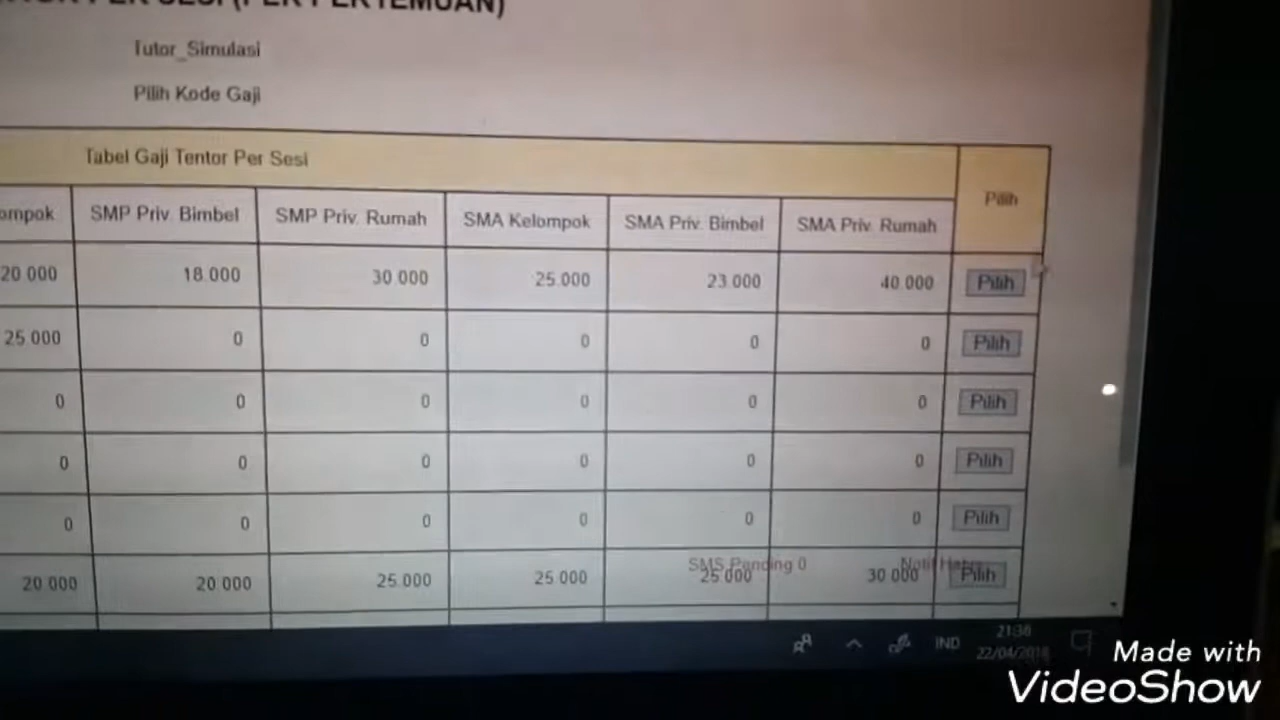 (PER PERTEMUAN)
Tutor_Simulasi
Pilih Kode Gaji
Tabel Gaji Tentor Per Sesi Pilih
ompok SMP Priv. Bimbel SMP Priv. Rumah SMA Kelompok SMA Priv. Bimbel SMA Priv. Rumah
20.000 18.000 30.000 25.000 23.000 40.000 Pilih
25.000 0 0 0 0 0 Pilih
0 0 0 0 0 0 Pilih
0 0 0 0 0 0 Pilih
0 0 0 0 0 0 Pilih
SMS Pending 0 Notif
20.000 20.000 25.000 25.000 25.000 30.000 Pilih
IND 21:36
22/04/2018
Made with
VideoShow